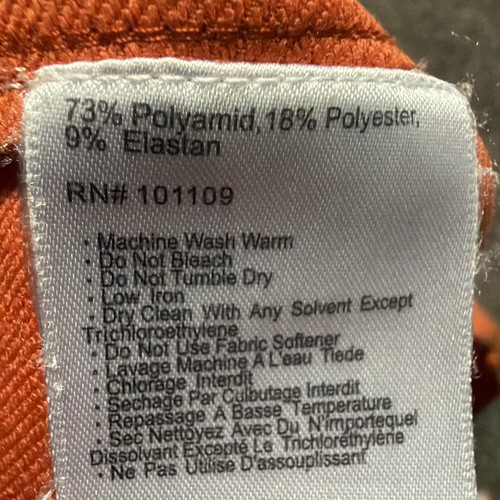 73% Polyamid, 18% Polyester,
9% Elastan
RN# 101109
· Machine Wash Warm
· Do Not Bleach
· Do Not Tumble Dry
· Low Iron
· Dry Clean With Any Solvent Except
Trichloroethylene
· Do Not Use Fabric Softener
· Lavage Machine A L'eau Tiede
· Chlorage Interdit
· Sechage Par Culbutage Interdit
· Repassage A Basse Temperature
· Sec Nettoyez Avec Du N'importequel
Dissolvant Excepté Le Trichloréthylène
· Ne Pas Utilise D'assouplissant